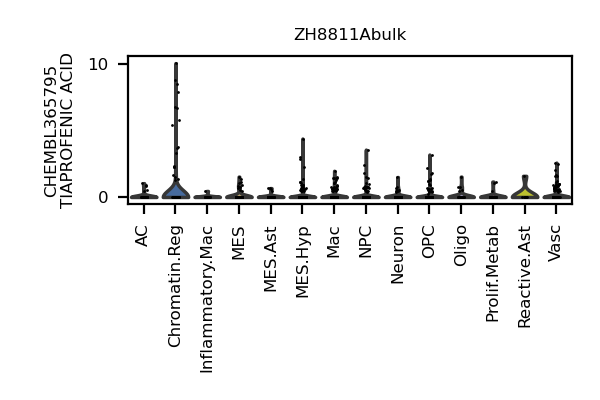 ZH8811Abulk
CHEMBL365795
TIAPROFENIC ACID
10
0
AC
Chromatin.Reg
Inflammatory.Mac
MES
MES.Ast
MES.Hyp
Mac
NPC
Neuron
OPC
Oligo
Prolif.Metab
Reactive.Ast
Vasc